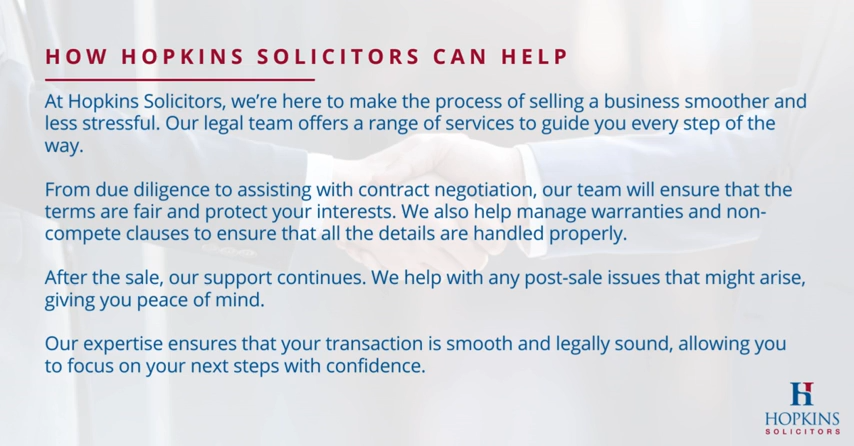 HOW HOPKINS SOLICITORS CAN HELP
At Hopkins Solicitors, we’re here to make the process of selling a business smoother and
less stressful. Our legal team offers a range of services to guide you every step of the
way.
From due diligence to assisting with contract negotiation, our team will ensure that the
terms are fair and protect your interests. We also help manage warranties and non-
compete clauses to ensure that all the details are handled properly.
After the sale, our support continues. We help with any post-sale issues that might arise,
giving you peace of mind.
Our expertise ensures that your transaction is smooth and legally sound, allowing you
to focus on your next steps with confidence.
H
HOPKINS
SOLICITORS